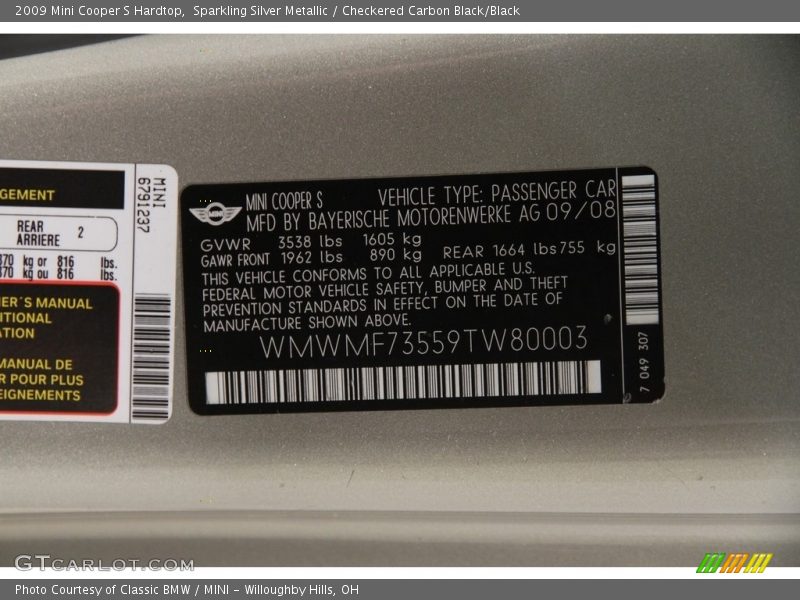 2009 Mini Cooper S Hardtop, Sparkling Silver Metallic / Checkered Carbon Black/Black
GEMENT
REAR 2
ARRIERE
370 kg or 816 lbs.
370 kg ou 816 lbs.
ER'S MANUAL
ITIONAL
ATION
MANUAL DE
R POUR PLUS
EIGNEMENTS
MINI
6791237
MINI
MINI COOPER S VEHICLE TYPE: PASSENGER CAR
MFD BY BAYERISCHE MOTORENWERKE AG 09/08
GVWR 3538 lbs 1605 kg
GAWR FRONT 1962 lbs 890 kg REAR 1664 lbs 755 kg
THIS VEHICLE CONFORMS TO ALL APPLICABLE U.S.
FEDERAL MOTOR VEHICLE SAFETY, BUMPER AND THEFT
PREVENTION STANDARDS IN EFFECT ON THE DATE OF
MANUFACTURE SHOWN ABOVE.
WMWMF73559TW80003
7 049 307
GTCARLOT.COM
Photo Courtesy of Classic BMW / MINI - Willoughby Hills, OH